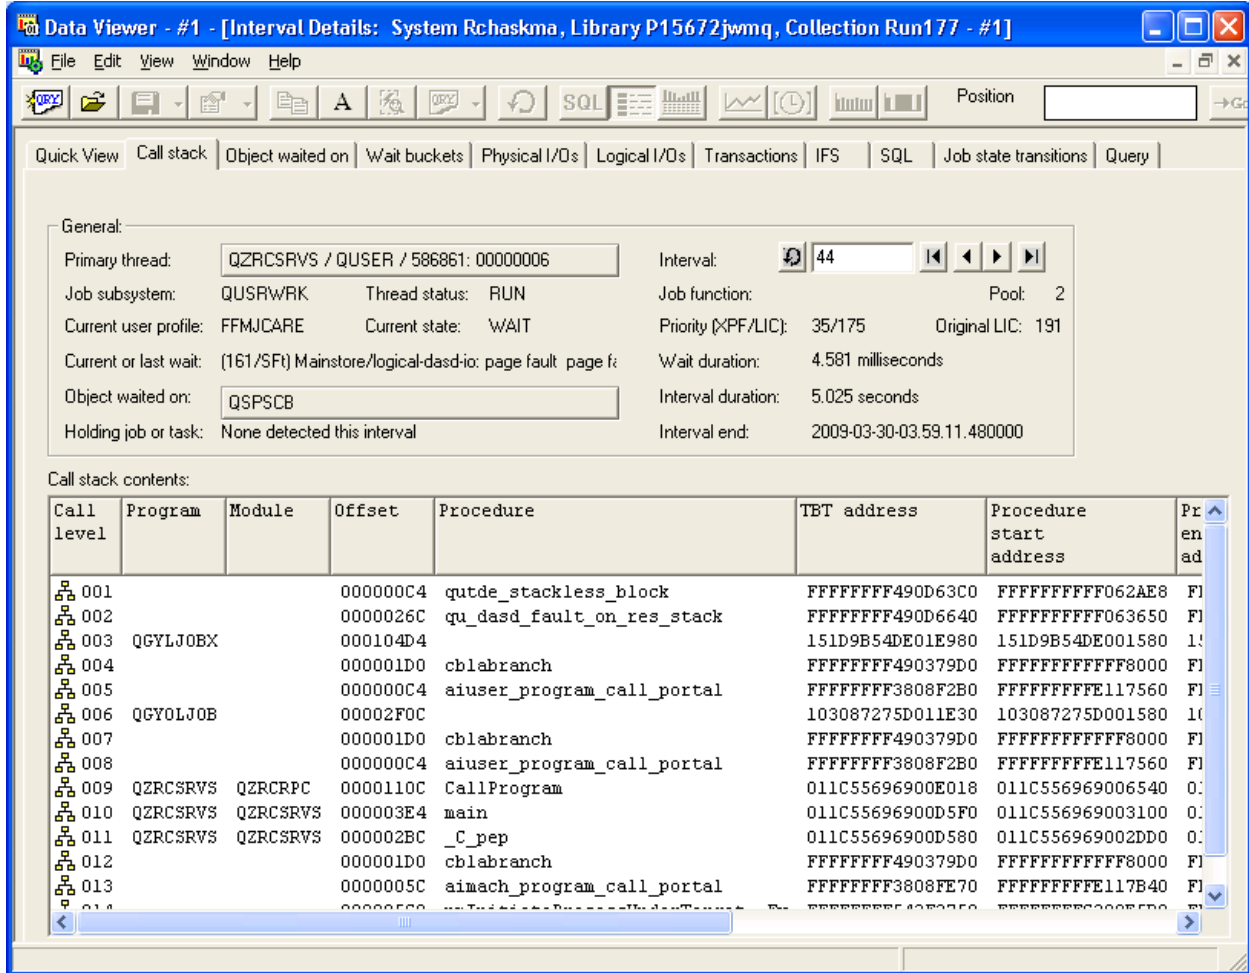 Data Viewer - #1 - [Interval Details: System Rchaskma, Library P15672jwmq, Collection Run177 - #1]
File Edit View Window Help
QRY A QRY SQL Position
Quick View Call stack Object waited on Wait buckets Physical I/Os Logical I/Os Transactions IFS SQL Job state transitions Query
General:
Primary thread: QZRCSRVS / QUSER / 586861: 00000006 Interval: 44
Job subsystem: QUSRWRK Thread status: RUN Job function: Pool: 2
Current user profile: FFMJCARE Current state: WAIT Priority (XPF/LIC): 35/175 Original LIC: 191
Current or last wait: (161/SFt) Mainstore/logical-dasd-io: page fault page fa Wait duration: 4.581 milliseconds
Object waited on: QSPSCB Interval duration: 5.025 seconds
Holding job or task: None detected this interval Interval end: 2009-03-30-03.59.11.480000
Call stack contents:
Call level Program Module Offset Procedure TBT address Procedure start address Pr en ad
001 000000C4 qutde_stackless_block FFFFFFFF490D63C0 FFFFFFFFFF062AE8
002 0000026C qu_dasd_fault_on_res_stack FFFFFFFF490D6640 FFFFFFFFFF063650
003 QGYLJOBX 000104D4 151D9B54DE01E980 151D9B54DE001580
004 000001D0 cblabranch FFFFFFFF490379D0 FFFFFFFFFFFF8000
005 000000C4 aiuser_program_call_portal FFFFFFFF3808F2B0 FFFFFFFFFE117560
006 QGYOLJOB 00002F0C 103087275D011E30 103087275D001580
007 000001D0 cblabranch FFFFFFFF490379D0 FFFFFFFFFFFF8000
008 000000C4 aiuser_program_call_portal FFFFFFFF3808F2B0 FFFFFFFFFE117560
009 QZRCSRVS QZRCRPC 0000110C CallProgram 011C55696900E018 011C556969006540
010 QZRCSRVS QZRCSRVS 000003E4 main 011C55696900D5F0 011C556969003100
011 QZRCSRVS QZRCSRVS 000002BC _C_pep 011C55696900D580 011C556969002DD0
012 000001D0 cblabranch FFFFFFFF490379D0 FFFFFFFFFFFF8000
013 0000005C aimach_program_call_portal FFFFFFFF3808FE70 FFFFFFFFFE117B40